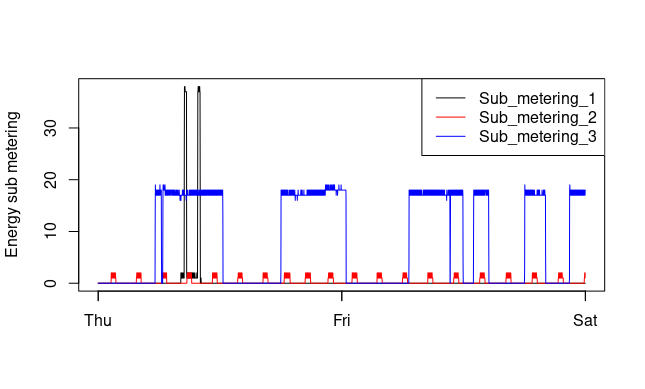 Energy sub metering
30
20
10
0
Sub_metering_1
Sub_metering_2
Sub_metering_3
Thu
Fri
Sat